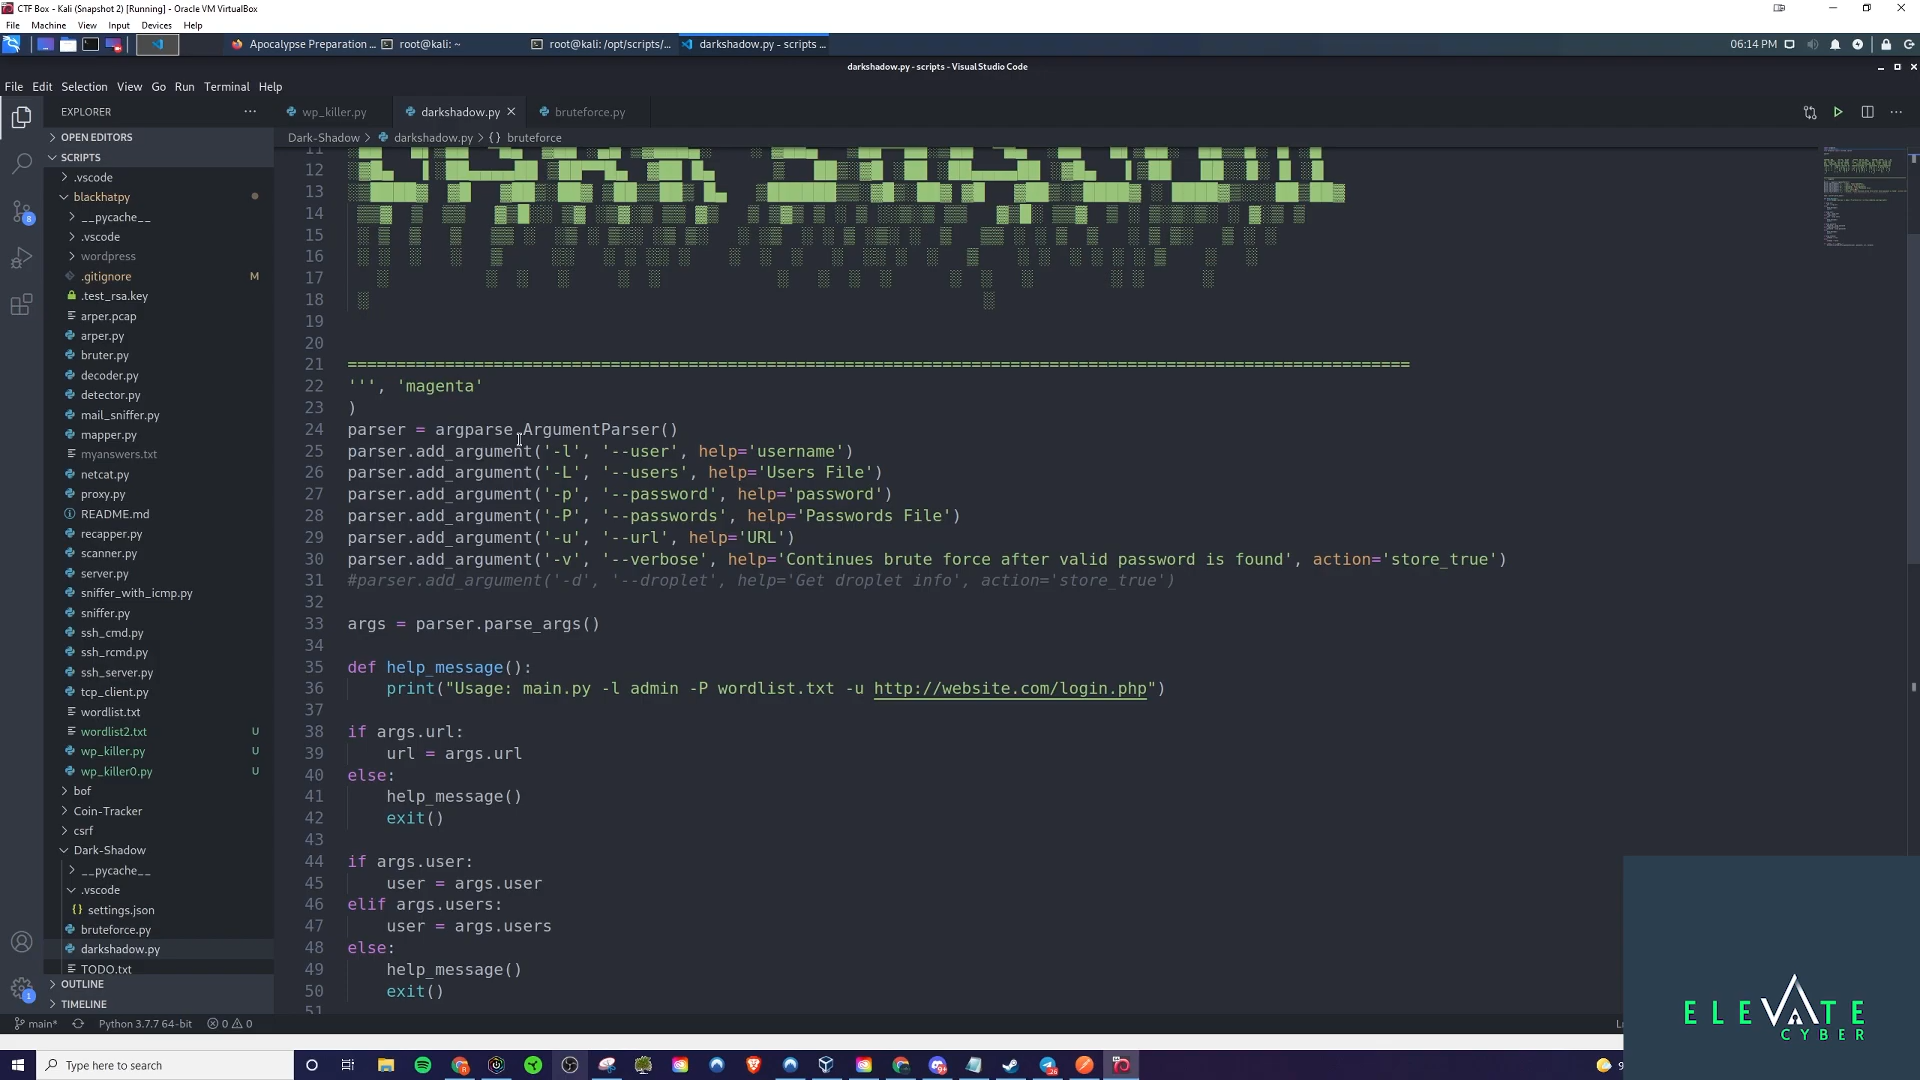 CTF Box - Kali (Snapshot 2) [Running] - Oracle VM VirtualBox
File Machine View Input Devices Help
Apocalypse Preparation ... root@kali: ~ root@kali: /opt/scripts/... darkshadow.py - scripts ... 06:14 PM
darkshadow.py - scripts - Visual Studio Code
File Edit Selection View Go Run Terminal Help
EXPLORER ... wp_killer.py darkshadow.py bruteforce.py
OPEN EDITORS Dark-Shadow > darkshadow.py > {} bruteforce
SCRIPTS
.vscode
blackhatpy
__pycache__
.vscode
wordpress
.gitignore M
.test_rsa.key
arper.pcap
arper.py
bruter.py
decoder.py
detector.py
mail_sniffer.py
mapper.py
myanswers.txt
netcat.py
proxy.py
README.md
recapper.py
scanner.py
server.py
sniffer_with_icmp.py
sniffer.py
ssh_cmd.py
ssh_rcmd.py
ssh_server.py
tcp_client.py
wordlist.txt
wordlist2.txt U
wp_killer.py U
wp_killer0.py U
bof
Coin-Tracker
csrf
Dark-Shadow
__pycache__
.vscode
{} settings.json
bruteforce.py
darkshadow.py
TODO.txt
OUTLINE
TIMELINE
8
1
11
12
13
14
15
16
17
18
19
20
21 =============================================================================================================
22 ''', 'magenta'
23 )
24 parser = argparse.ArgumentParser()
25 parser.add_argument('-l', '--user', help='username')
26 parser.add_argument('-L', '--users', help='Users File')
27 parser.add_argument('-p', '--password', help='password')
28 parser.add_argument('-P', '--passwords', help='Passwords File')
29 parser.add_argument('-u', '--url', help='URL')
30 parser.add_argument('-v', '--verbose', help='Continues brute force after valid password is found', action='store_true')
31 #parser.add_argument('-d', '--droplet', help='Get droplet info', action='store_true')
32
33 args = parser.parse_args()
34
35 def help_message():
36     print("Usage: main.py -l admin -P wordlist.txt -u http://website.com/login.php")
37
38 if args.url:
39     url = args.url
40 else:
41     help_message()
42     exit()
43
44 if args.user:
45     user = args.user
46 elif args.users:
47     user = args.users
48 else:
49     help_message()
50     exit()
51
main* Python 3.7.7 64-bit 0 0
ELEVATE
CYBER
Type here to search